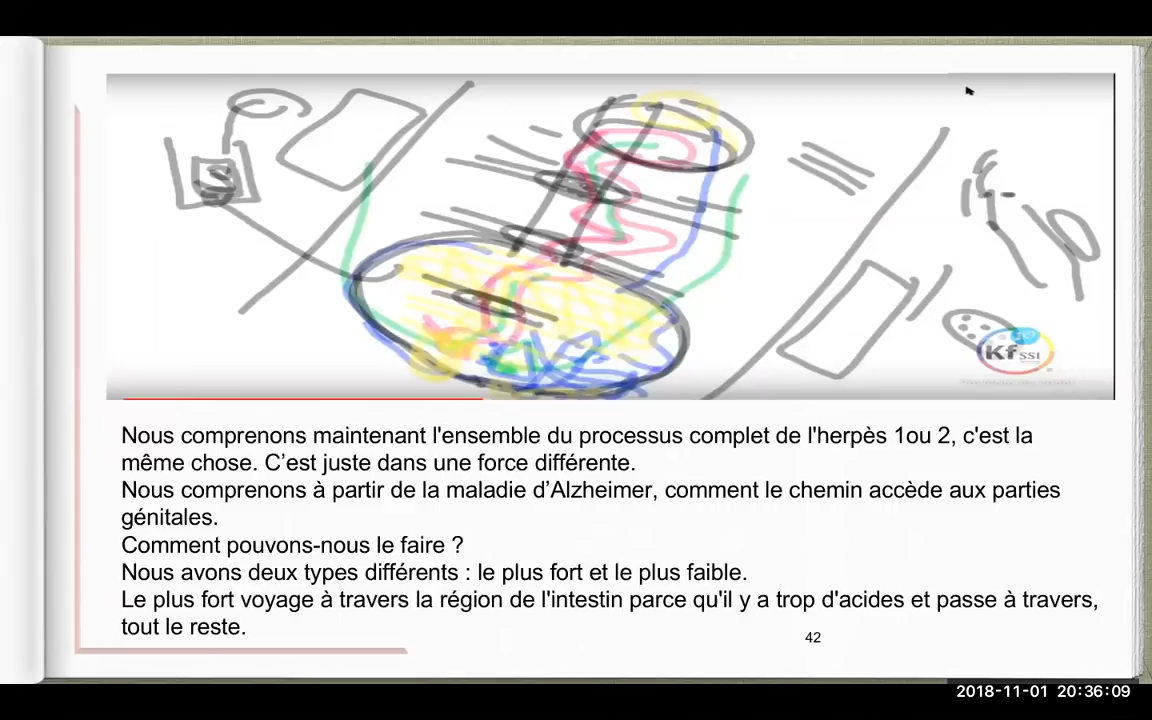 Kf SSI
Nous comprenons maintenant l'ensemble du processus complet de l'herpès 1ou 2, c'est la
même chose. C’est juste dans une force différente.
Nous comprenons à partir de la maladie d’Alzheimer, comment le chemin accède aux parties
génitales.
Comment pouvons-nous le faire ?
Nous avons deux types différents : le plus fort et le plus faible.
Le plus fort voyage à travers la région de l'intestin parce qu'il y a trop d'acides et passe à travers,
tout le reste.
42
2018-11-01 20:36:09